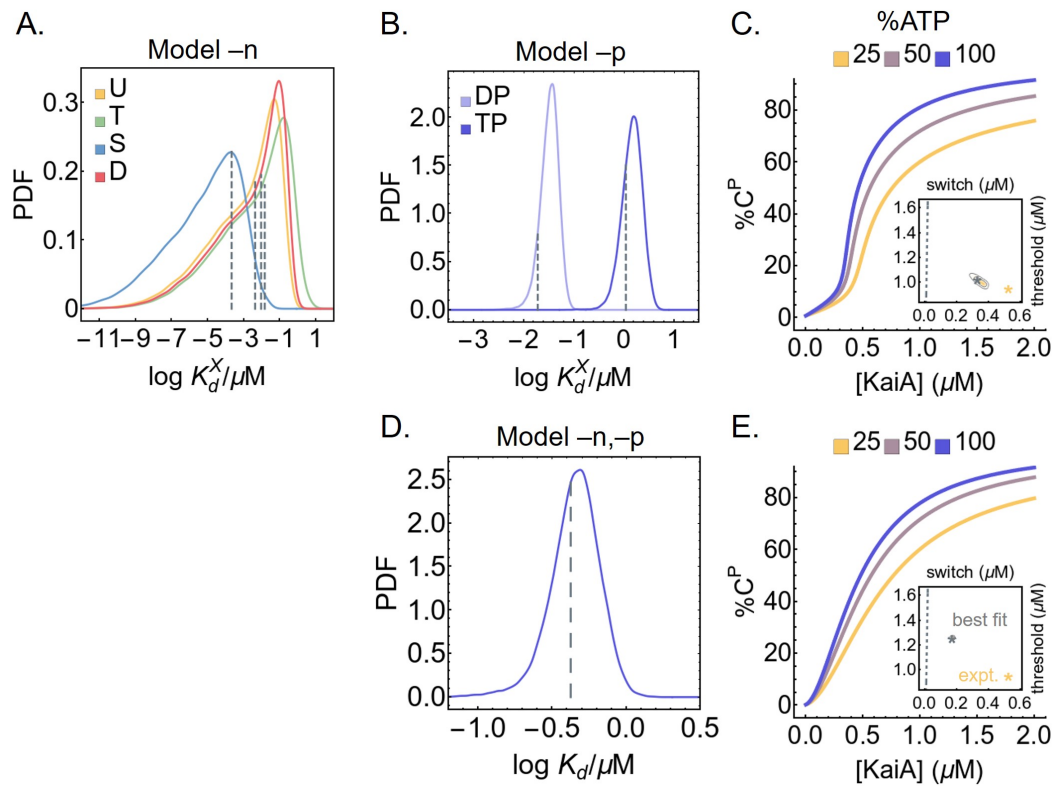 A.
Model –n
U
T
S
D
0.3
0.2
0.1
0
PDF
−11 −9 −7 −5 −3 −1 1
log K_d^X/μM
B.
Model –p
DP
TP
2.0
1.5
1.0
0.5
0.0
PDF
−3 −2 −1 0 1
log K_d^X/μM
C.
%ATP
25 50 100
80
60
40
20
0
%C^P
switch (μM)
1.6
1.4
1.2
1.0
threshold (μM)
0.0 0.2 0.4 0.6
*
*
0.0 0.5 1.0 1.5 2.0
[KaiA] (μM)
D.
Model –n,–p
2.5
2.0
1.5
1.0
0.5
0.0
PDF
−1.0 −0.5 0.0 0.5
log K_d/μM
E.
25 50 100
80
60
40
20
0
%C^P
switch (μM)
1.6
1.4
1.2
1.0
threshold (μM)
best fit
*
expt. *
0.0 0.2 0.4 0.6
0.0 0.5 1.0 1.5 2.0
[KaiA] (μM)